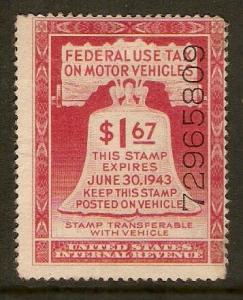 FEDERAL USE TAX
ON MOTOR VEHICLES
$1.67
THIS STAMP
EXPIRES
JUNE 30, 1943
KEEP THIS STAMP
POSTED ON VEHICLE
STAMP TRANSFERABLE
WITH VEHICLE
UNITED STATES
INTERNAL REVENUE
72965809